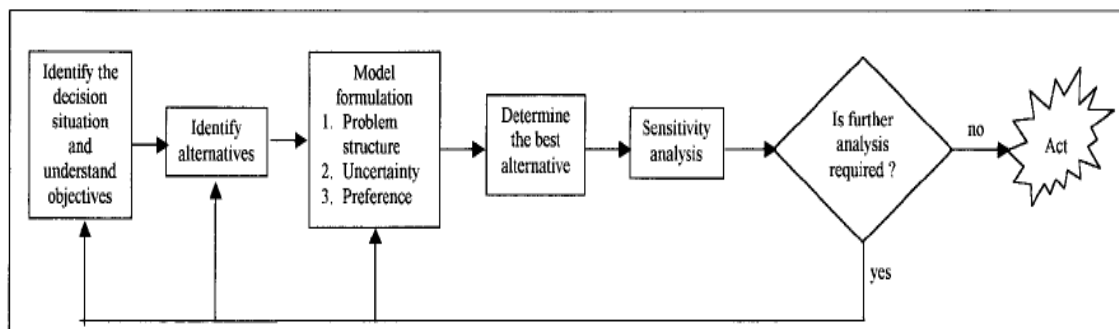 Identify the
decision
situation
and
understand
objectives
Identify
alternatives
Model
formulation
1. Problem
structure
2. Uncertainty
3. Preference
Determine
the best
alternative
Sensitivity
analysis
Is further
analysis
required ?
no
Act
yes